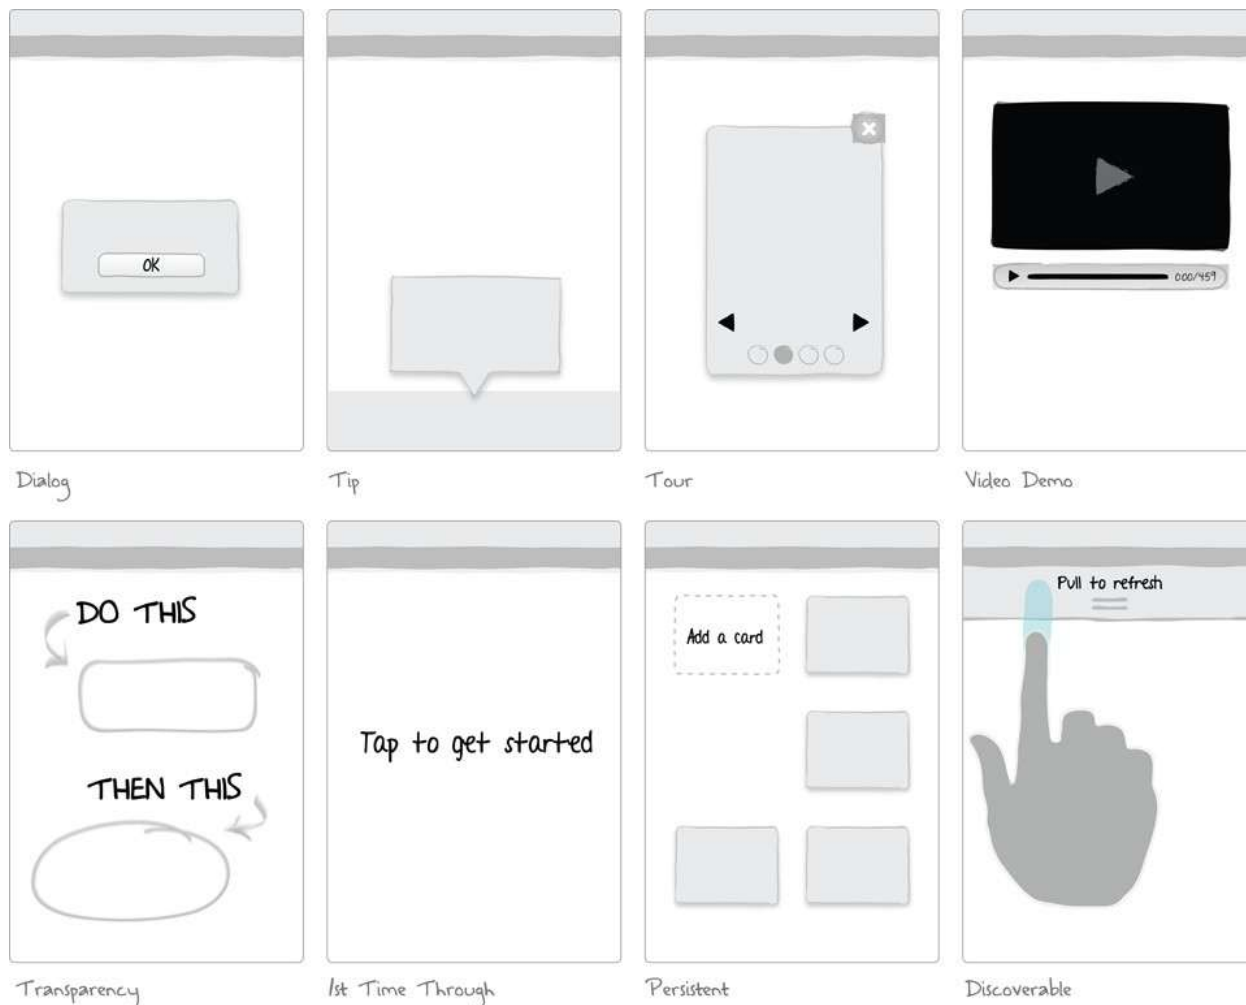 OK
000/459
Dialog
Tip
Tour
Video Demo
DO THIS
THEN THIS
Tap to get started
Add a card
Pull to refresh
Transparency
1st Time Through
Persistent
Discoverable